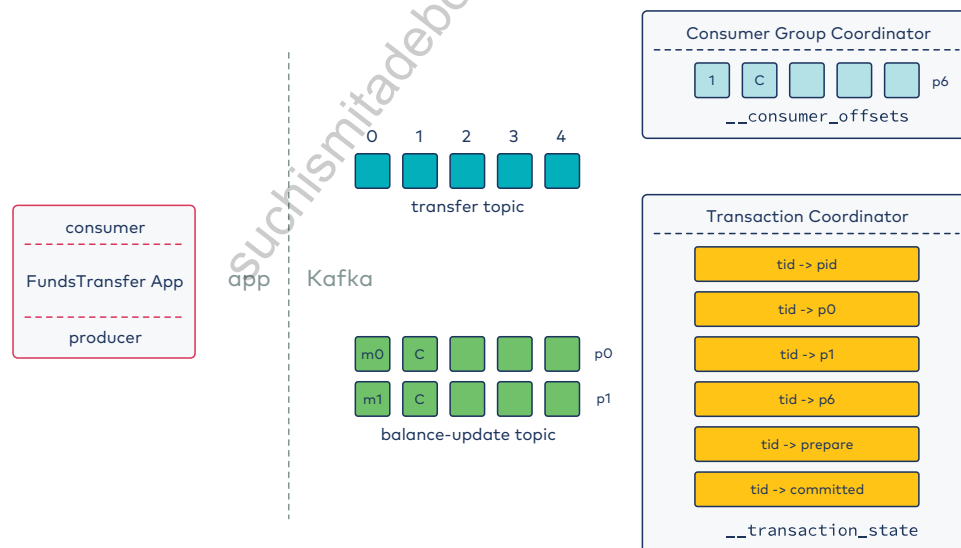 Consumer Group Coordinator
1 C p6
__consumer_offsets
0 1 2 3 4
transfer topic
consumer
FundsTransfer App
producer
app Kafka
m0 C p0
m1 C p1
balance-update topic
Transaction Coordinator
tid -> pid
tid -> p0
tid -> p1
tid -> p6
tid -> prepare
tid -> committed
__transaction_state